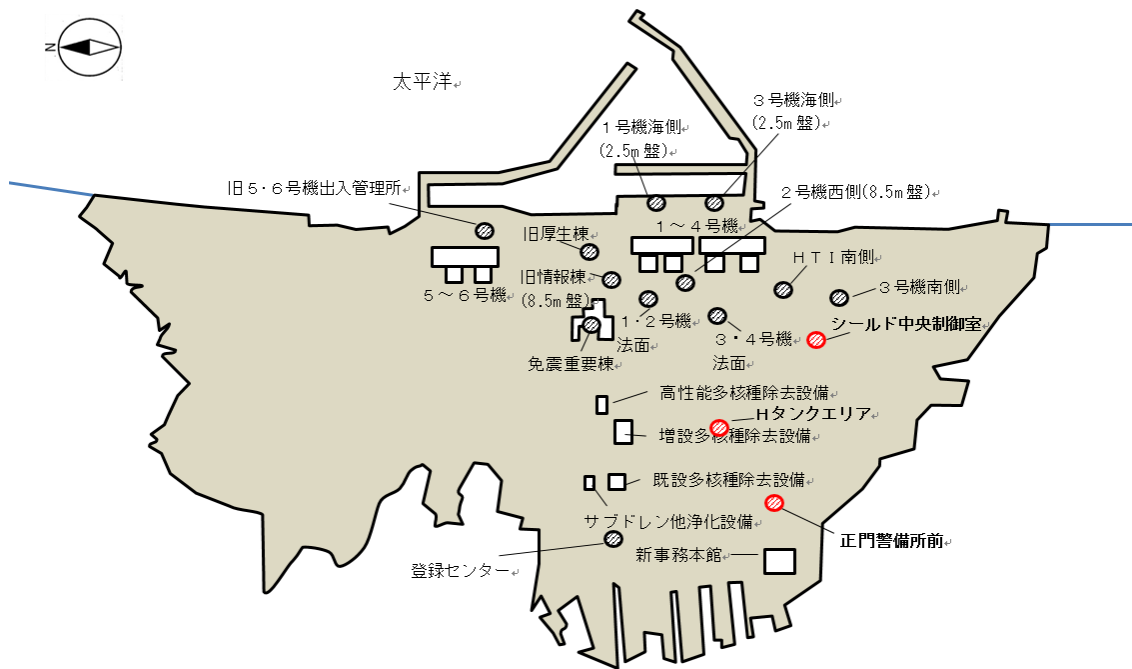 N
太平洋
３号機海側
(2.5m 盤)
１号機海側
(2.5m 盤)
２号機西側(8.5m 盤)
旧５・６号機出入管理所
１～４号機
旧厚生棟
ＨＴＩ南側
旧情報棟
(8.5m 盤)
５～６号機
３号機南側
１・２号機
法面
シールド中央制御室
３・４号機
法面
免震重要棟
高性能多核種除去設備
Ｈタンクエリア
増設多核種除去設備
既設多核種除去設備
サブドレン他浄化設備
正門警備所前
新事務本館
登録センター